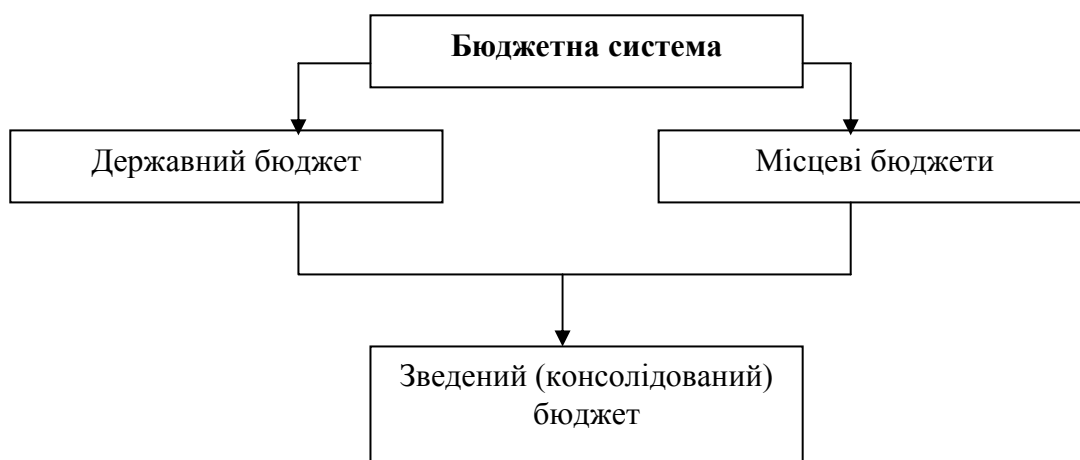 Бюджетна система
Державний бюджет
Місцеві бюджети
Зведений (консолідований)
бюджет